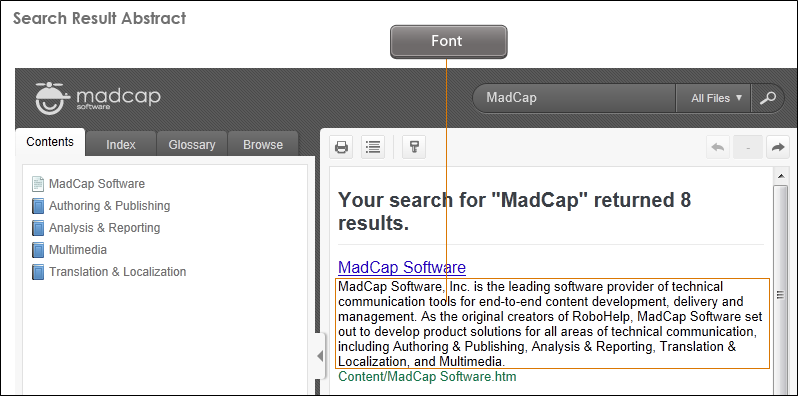 Search Result Abstract
Font
madcap
software
MadCap
All Files
Contents
Index
Glossary
Browse
MadCap Software
Authoring & Publishing
Analysis & Reporting
Multimedia
Translation & Localization
-
Your search for "MadCap" returned 8
results.
MadCap Software
MadCap Software, Inc. is the leading software provider of technical
communication tools for end-to-end content development, delivery and
management. As the original creators of RoboHelp, MadCap Software set
out to develop product solutions for all areas of technical communication,
including Authoring & Publishing, Analysis & Reporting, Translation &
Localization, and Multimedia.
Content/MadCap Software.htm